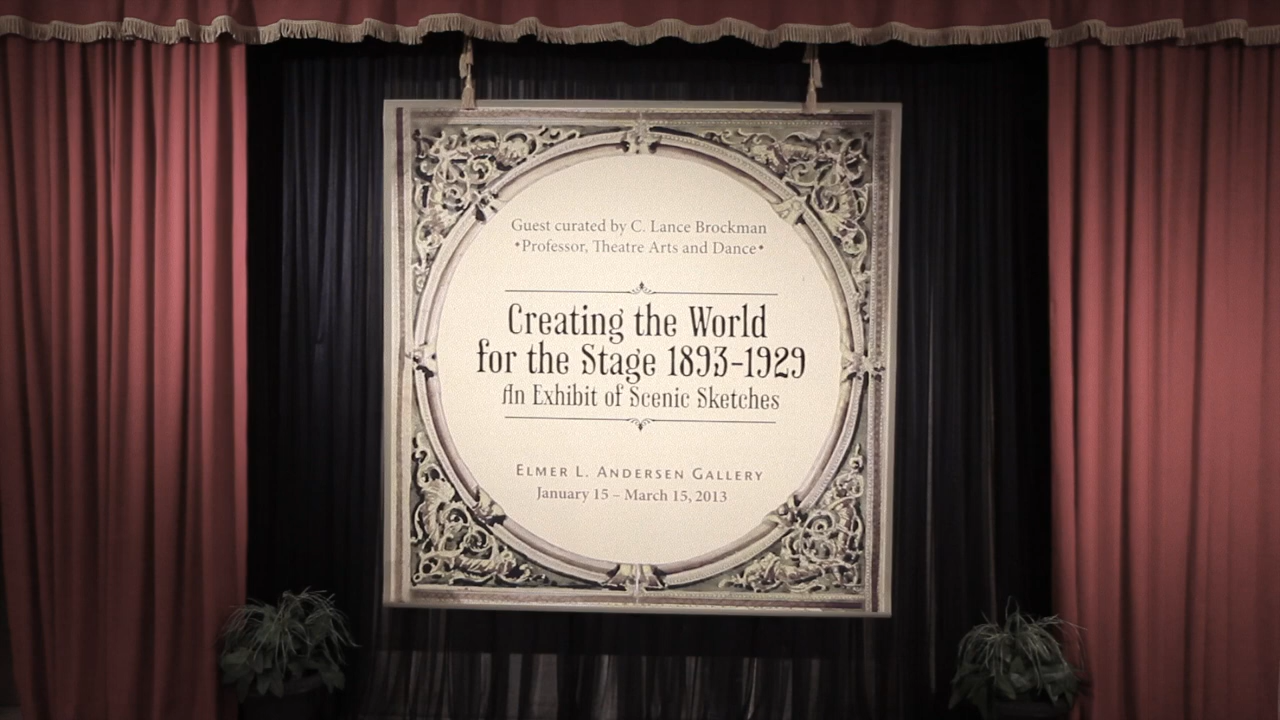 Guest curated by C. Lance Brockman
•Professor, Theatre Arts and Dance•
Creating the World
for the Stage 1893–1929
An Exhibit of Scenic Sketches
Elmer L. Andersen Gallery
January 15 – March 15, 2013